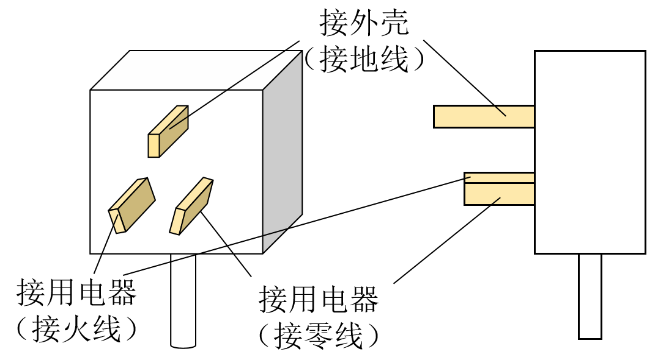 接外壳
（接地线）
接用电器
（接火线）
接用电器
（接零线）